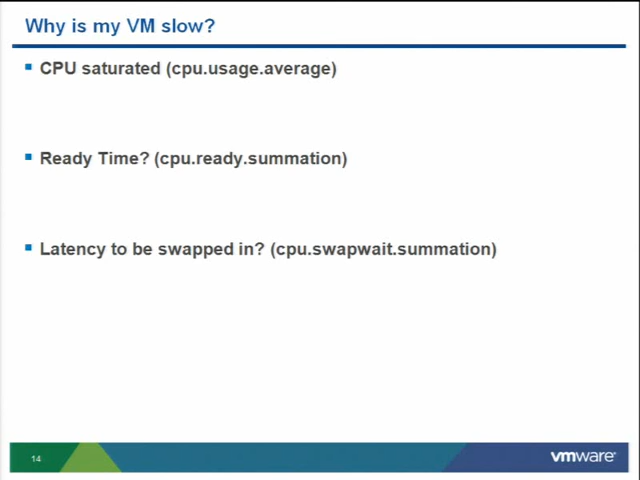 Why is my VM slow?
CPU saturated (cpu.usage.average)
Ready Time? (cpu.ready.summation)
Latency to be swapped in? (cpu.swapwait.summation)
14
vmware